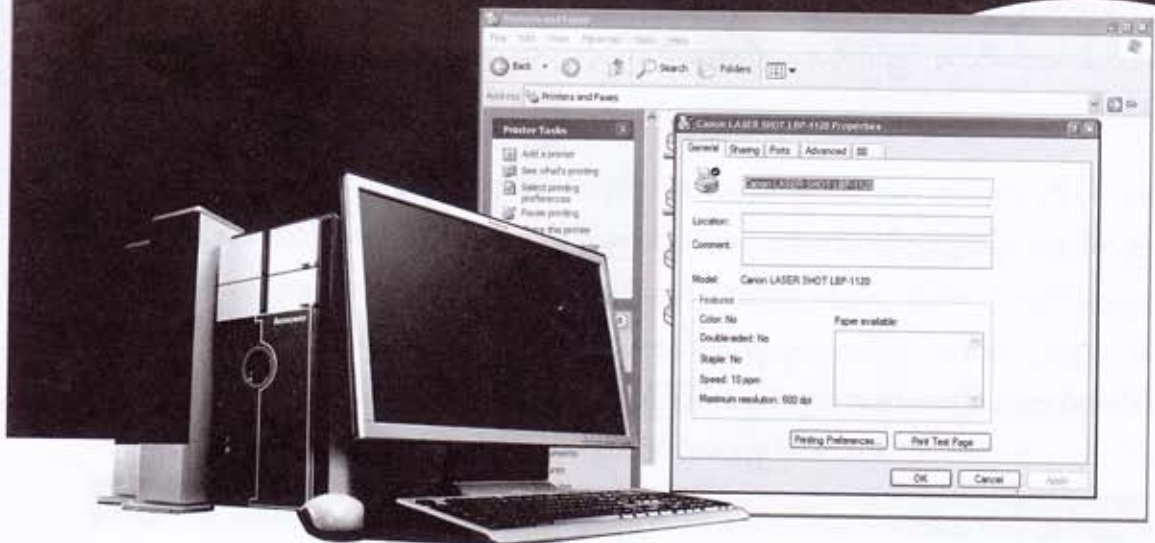 Printers and Faxes
File Edit View Favorites Tools Help
Back Search Folders
Address Printers and Faxes Go
Printer Tasks
Add a printer
See what's printing
Select printing
preferences
Pause printing
Share this printer
Canon LASER SHOT LBP-1120 Properties
General Sharing Ports Advanced
Canon LASER SHOT LBP-1120
Location:
Comment:
Model: Canon LASER SHOT LBP-1120
Features
Color: No Paper available:
Double-sided: No
Staple: No
Speed: 10 ppm
Maximum resolution: 600 dpi
Printing Preferences... Print Test Page
OK Cancel Apply
lenovo